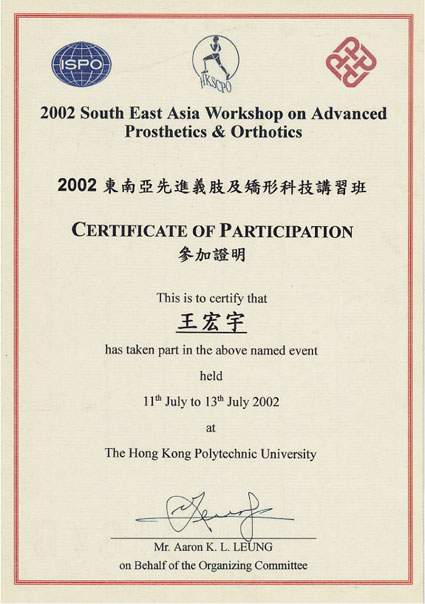 ISPO
HKSCPO
2002 South East Asia Workshop on Advanced
Prosthetics & Orthotics
2002 東南亞先進義肢及矯形科技講習班
CERTIFICATE OF PARTICIPATION
參加證明
This is to certify that
王宏宇
has taken part in the above named event
held
11th July to 13th July 2002
at
The Hong Kong Polytechnic University
Mr. Aaron K. L. LEUNG
on Behalf of the Organizing Committee